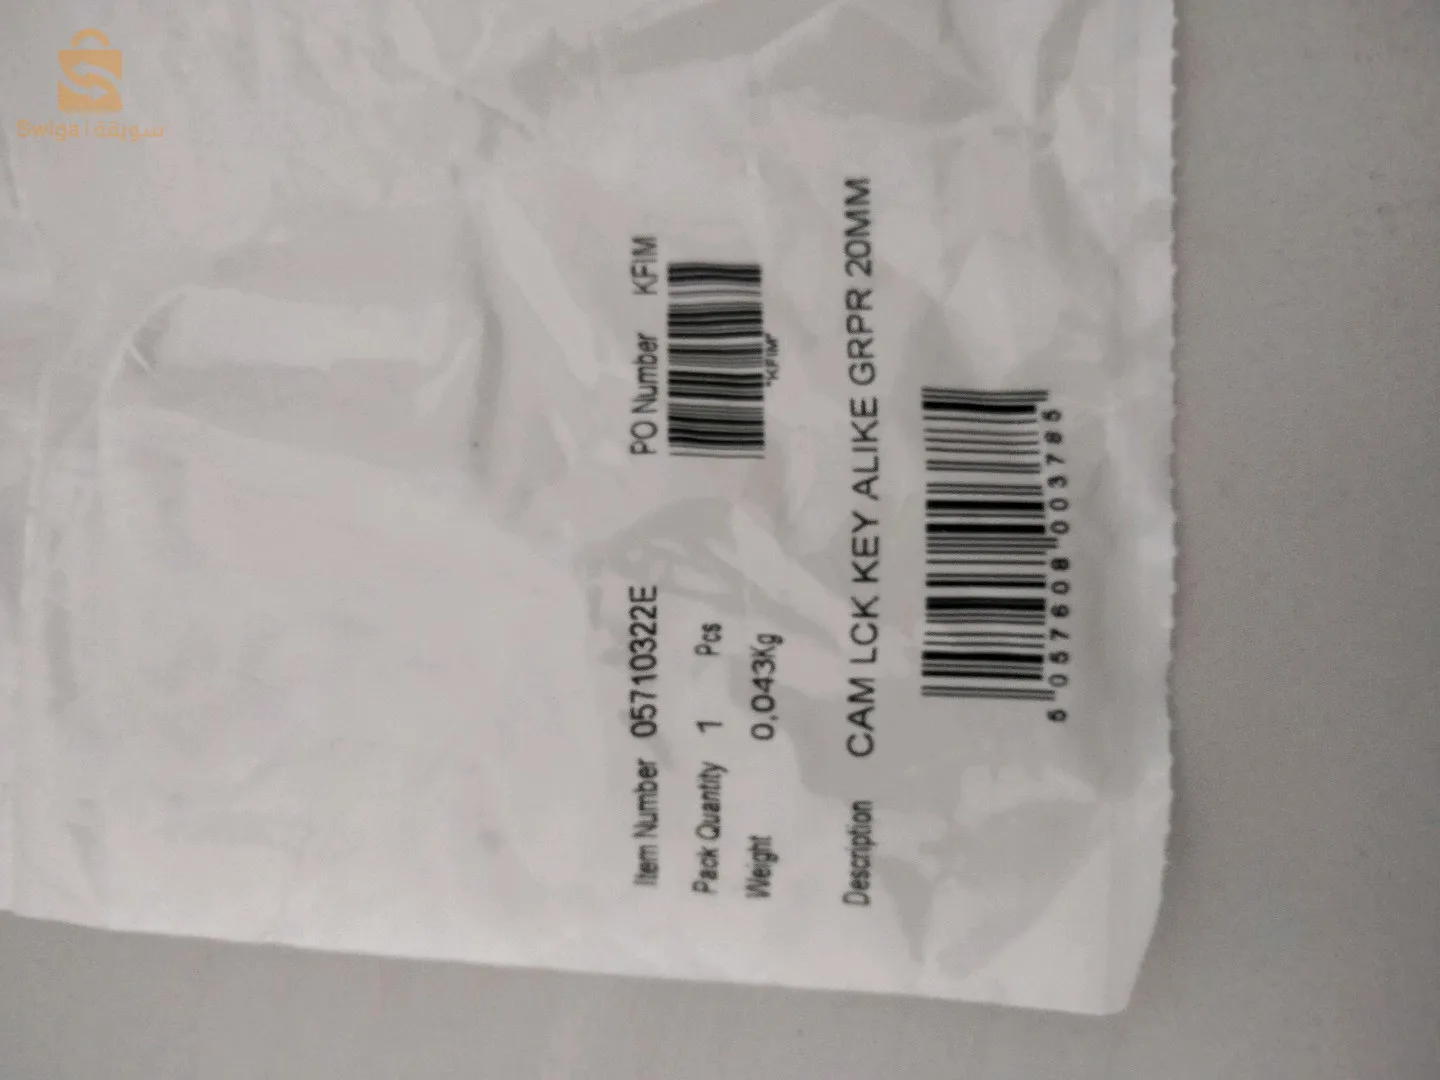 Swiqa | سويقة
Item Number 05710322E PO Number KFIM
Pack Quantity 1 Pcs
Weight 0,043Kg
*KFIM*
Description CAM LCK KEY ALIKE GRPR 20MM
5 057608 003785